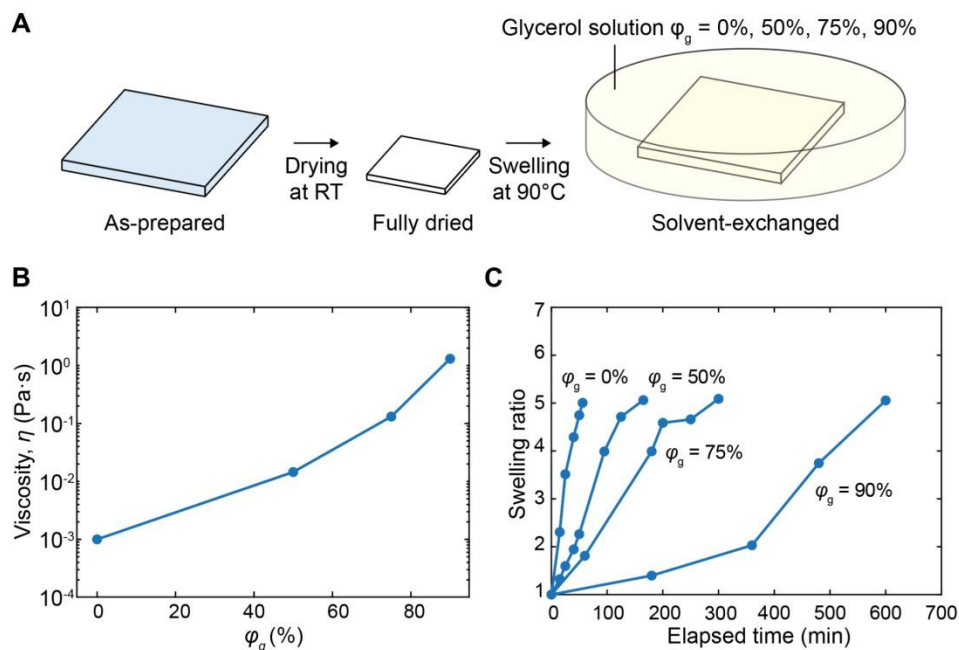 A
Glycerol solution φg = 0%, 50%, 75%, 90%
Drying
at RT
Swelling
at 90°C
As-prepared
Fully dried
Solvent-exchanged
B
Viscosity, η (Pa·s)
10¹
10⁰
10⁻¹
10⁻²
10⁻³
10⁻⁴
0
20
40
60
80
φg (%)
C
Swelling ratio
7
6
5
4
3
2
1
φg = 0%
φg = 50%
φg = 75%
φg = 90%
0
100
200
300
400
500
600
700
Elapsed time (min)